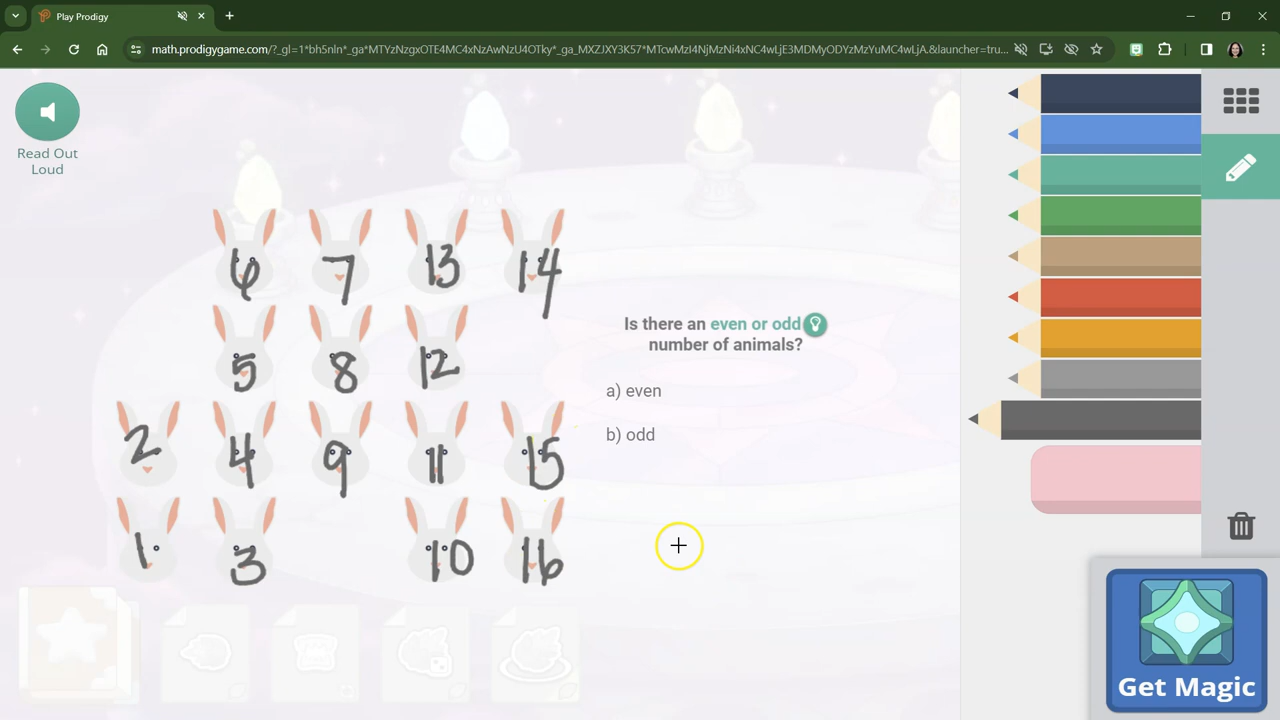 Play Prodigy
math.prodigygame.com/?_gl=1*bh5nln*_ga*MTYzNzgxOTE4MC4xNzAwNzU4OTky*_ga_MXZJXY3K57*MTcwMzI4NjMzNi4xNC4wLjE3MDMyODYzMzYuMC4wLjA.&launcher=tru...
Read Out
Loud
6 7 13 14
5 8 12
2 4 9 11 15
1 3 10 16
Is there an even or odd
number of animals?
a) even
b) odd
Get Magic